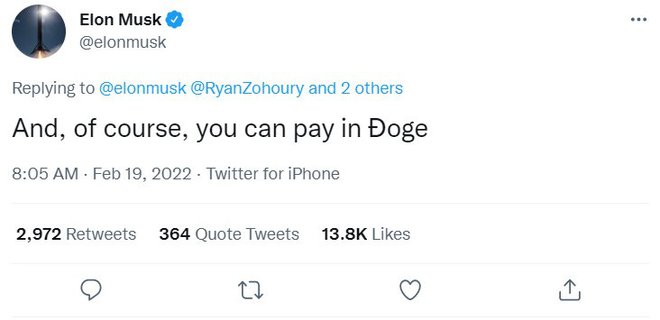 Elon Musk
@elonmusk
Replying to @elonmusk @RyanZohoury and 2 others
And, of course, you can pay in Đoge
8:05 AM · Feb 19, 2022 · Twitter for iPhone
2,972 Retweets 364 Quote Tweets 13.8K Likes